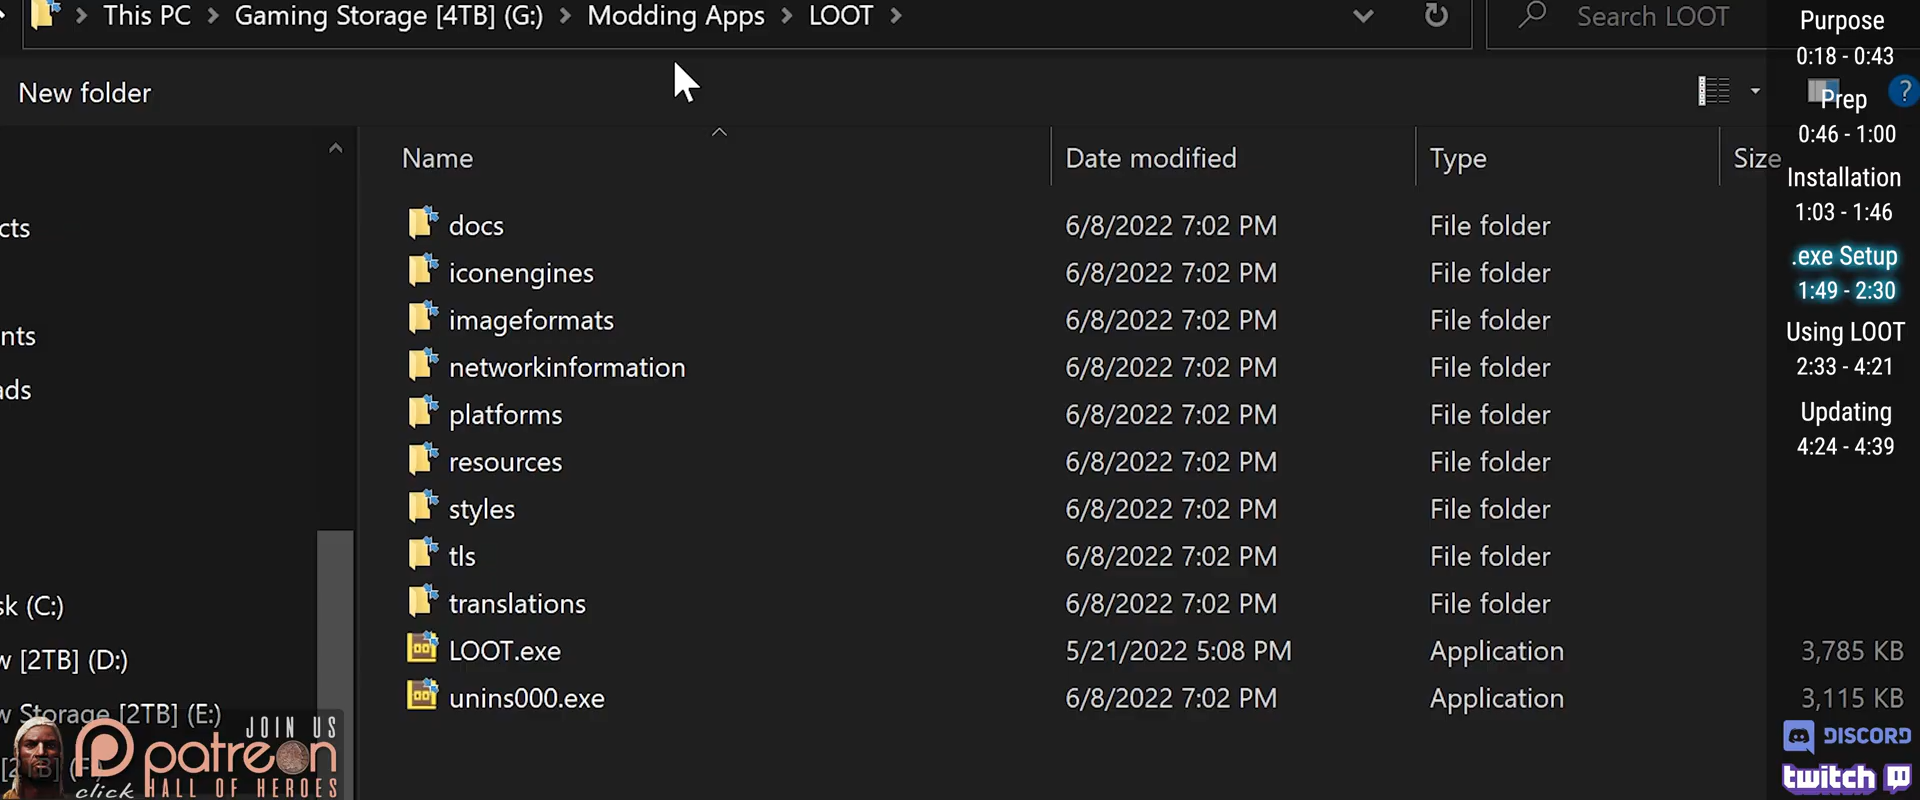 This PC > Gaming Storage [4TB] (G:) > Modding Apps > LOOT >
Search LOOT
New folder
?
Name
Date modified
Type
Size
docs 6/8/2022 7:02 PM File folder
iconengines 6/8/2022 7:02 PM File folder
imageformats 6/8/2022 7:02 PM File folder
networkinformation 6/8/2022 7:02 PM File folder
platforms 6/8/2022 7:02 PM File folder
resources 6/8/2022 7:02 PM File folder
styles 6/8/2022 7:02 PM File folder
tls 6/8/2022 7:02 PM File folder
translations 6/8/2022 7:02 PM File folder
LOOT.exe 5/21/2022 5:08 PM Application 3,785 KB
unins000.exe 6/8/2022 7:02 PM Application 3,115 KB
cts
nts
ads
sk (C:)
w [2TB] (D:)
w Storage [2TB] (E:)
[2TB] (F:)
JOIN US
patreon
click HALL OF HEROES
Purpose
0:18 - 0:43
Prep
0:46 - 1:00
Installation
1:03 - 1:46
.exe Setup
1:49 - 2:30
Using LOOT
2:33 - 4:21
Updating
4:24 - 4:39
DISCORD
twitch